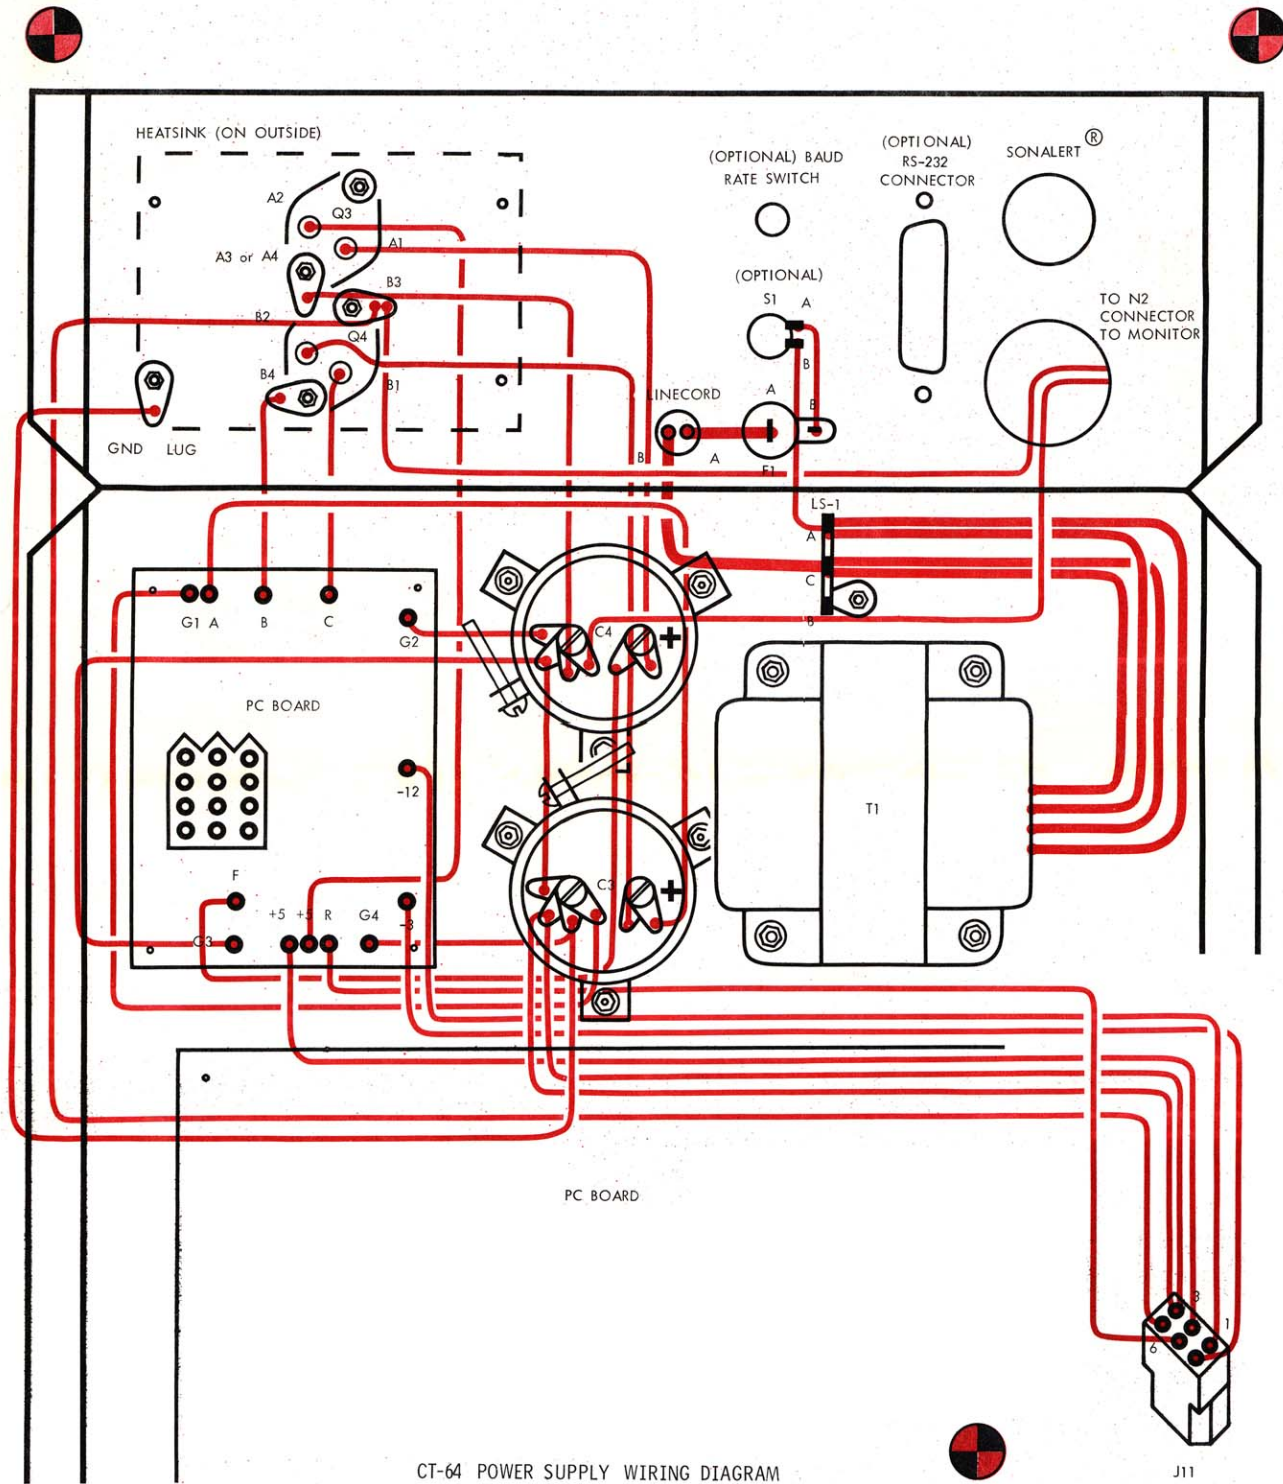 HEATSINK (ON OUTSIDE)
(OPTIONAL) BAUD
RATE SWITCH
(OPTIONAL)
RS-232
CONNECTOR
SONALERT ®
A2
Q3
A1
A3 or A4
B3
B2
Q4
B4
B1
(OPTIONAL)
S1
A
B
TO N2
CONNECTOR
TO MONITOR
LINECORD
A
B
B
A
F1
GND LUG
LS-1
A
C
B
G1 A B C
G2
C4
+
PC BOARD
-12
T1
F
C3
+
+5 +5 R G4
-3
G3
PC BOARD
3
1
6
J11
CT-64 POWER SUPPLY WIRING DIAGRAM